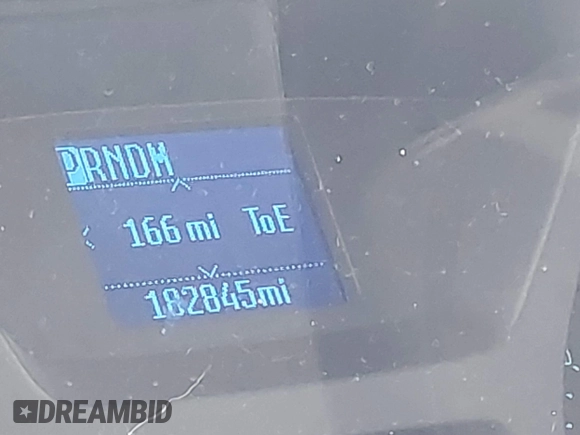 PRNDM
166 mi ToE
182845mi
DREAMBID